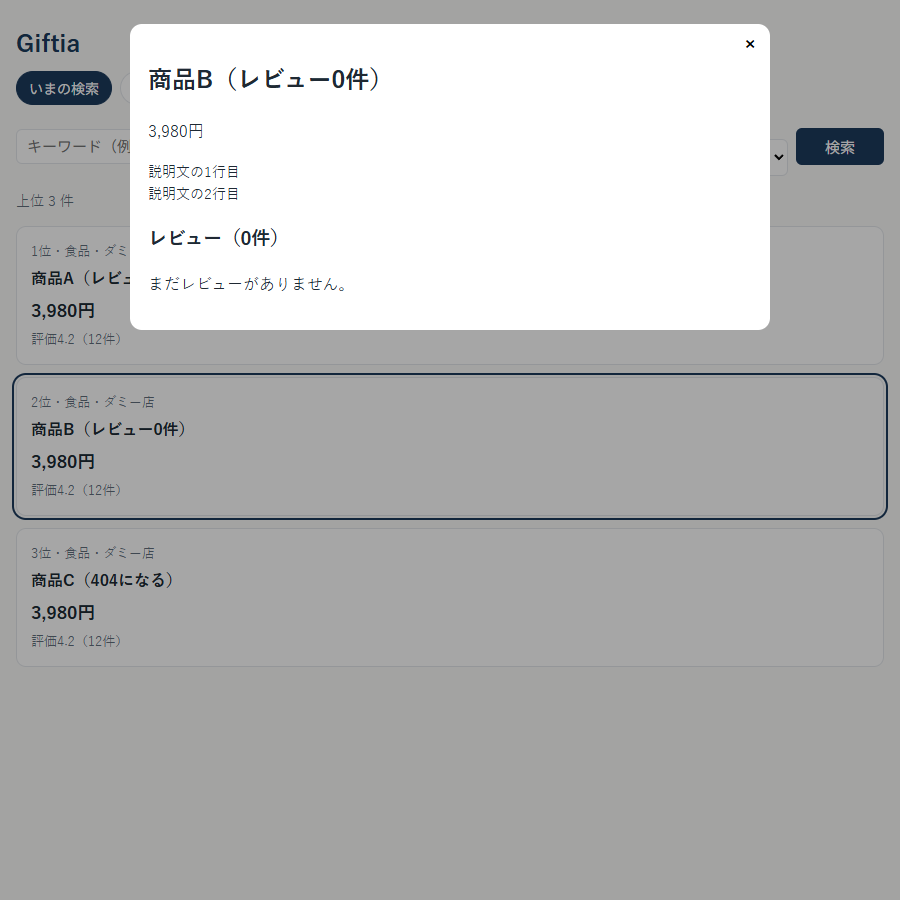 Giftia
いまの検索
キーワード（例
検索
上位 3 件
1位・食品・ダミ
商品A（レビュ
3,980円
評価4.2（12件）
2位・食品・ダミー店
商品B（レビュー0件）
3,980円
評価4.2（12件）
3位・食品・ダミー店
商品C（404になる）
3,980円
評価4.2（12件）
×
商品B（レビュー0件）
3,980円
説明文の1行目
説明文の2行目
レビュー（0件）
まだレビューがありません。